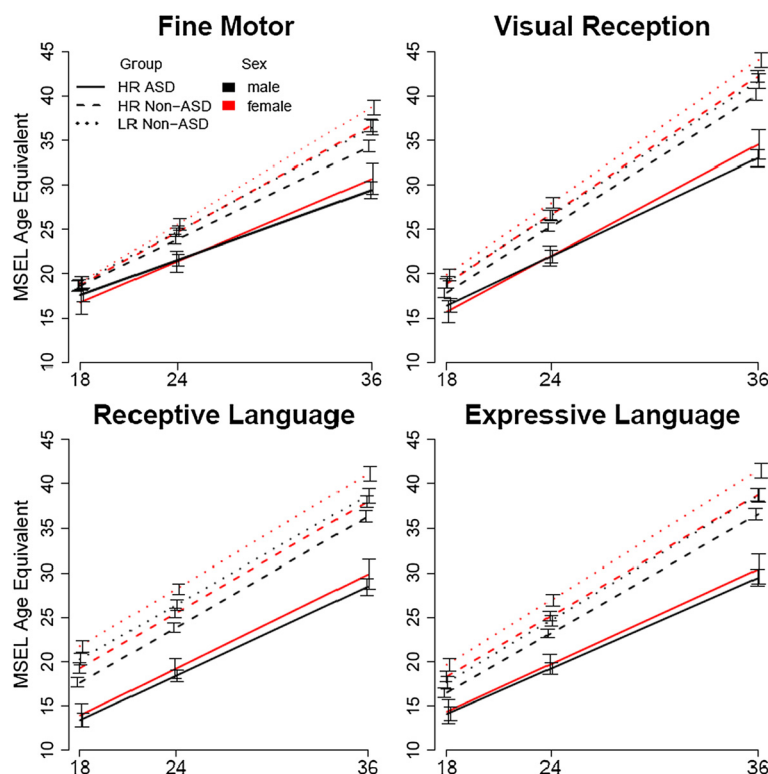 Fine Motor
MSEL Age Equivalent
45
40
35
30
25
20
15
10
Group
HR ASD
HR Non−ASD
LR Non−ASD
Sex
male
female
18 24 36
Visual Reception
45
40
35
30
25
20
15
10
18 24 36
Receptive Language
MSEL Age Equivalent
45
40
35
30
25
20
15
10
18 24 36
Expressive Language
45
40
35
30
25
20
15
10
18 24 36